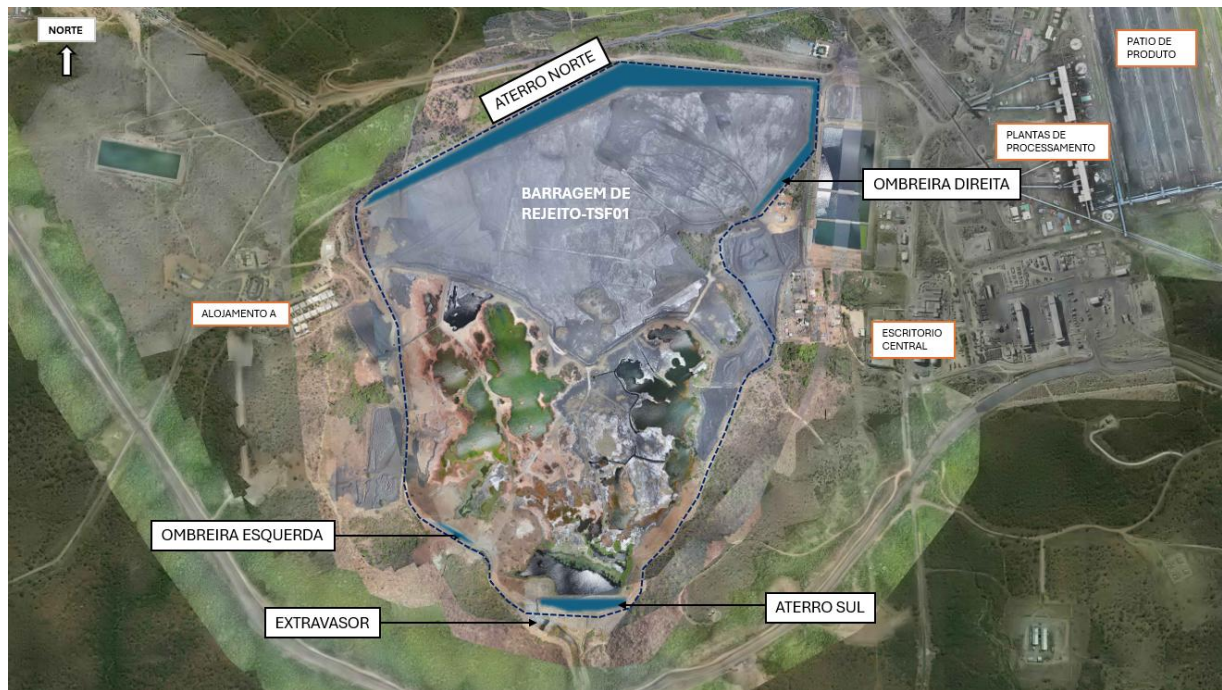 NORTE
ATERRO NORTE
PATIO DE
PRODUTO
PLANTAS DE
PROCESSAMENTO
OMBREIRA DIREITA
BARRAGEM DE
REJEITO-TSF01
ALOJAMENTO A
ESCRITORIO
CENTRAL
OMBREIRA ESQUERDA
ATERRO SUL
EXTRAVASOR